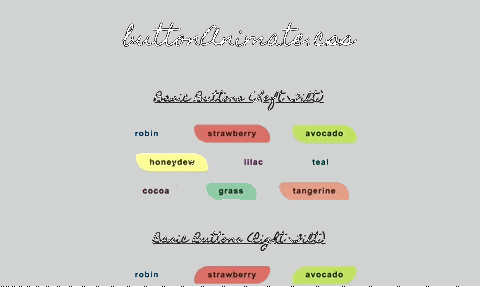 buttonAnimate.css
Basic Buttons (Left Tilt)
robin strawberry avocado
honeydew lilac teal
cocoa grass tangerine
Basic Buttons (Right Tilt)
robin strawberry avocado